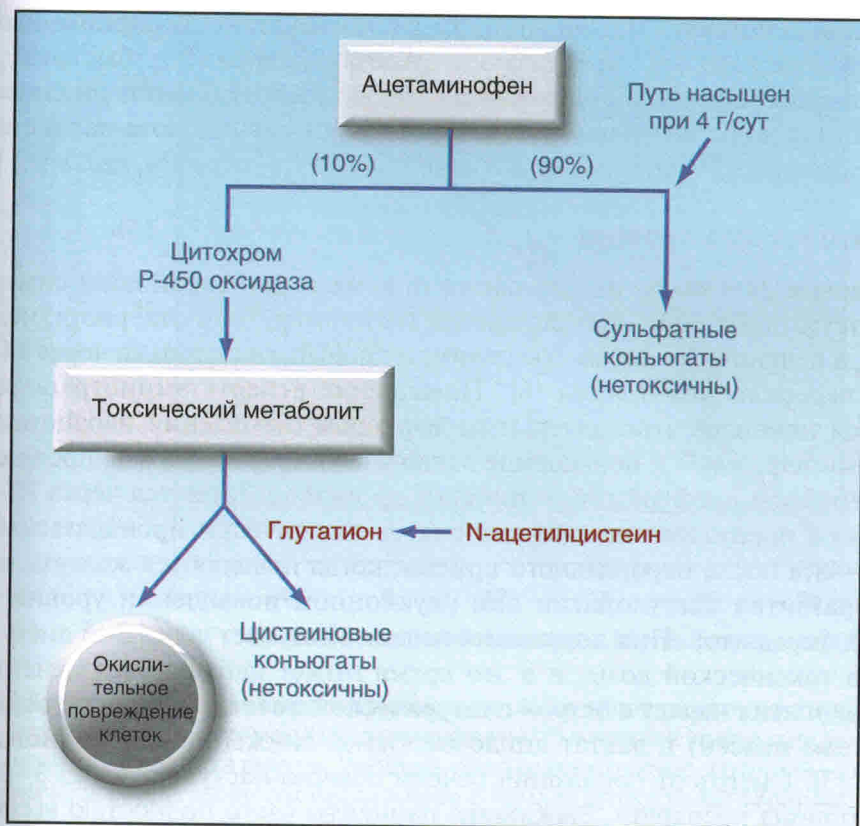 Ацетаминофен
Путь насыщен
при 4 г/сут
(10%)
(90%)
Цитохром
Р-450 оксидаза
Сульфатные
конъюгаты
(нетоксичны)
Токсический метаболит
Глутатион
N-ацетилцистеин
Цистеиновые
конъюгаты
(нетоксичны)
Окисли-
тельное
повреждение
клеток